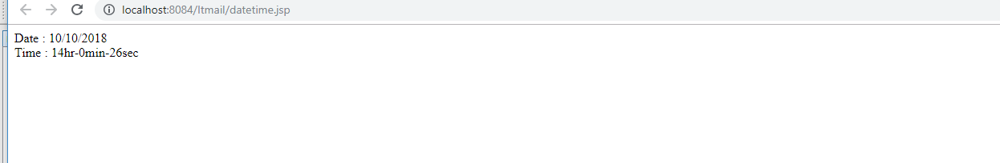 localhost:8084/ltmail/datetime.jsp
Date : 10/10/2018
Time : 14hr-0min-26sec